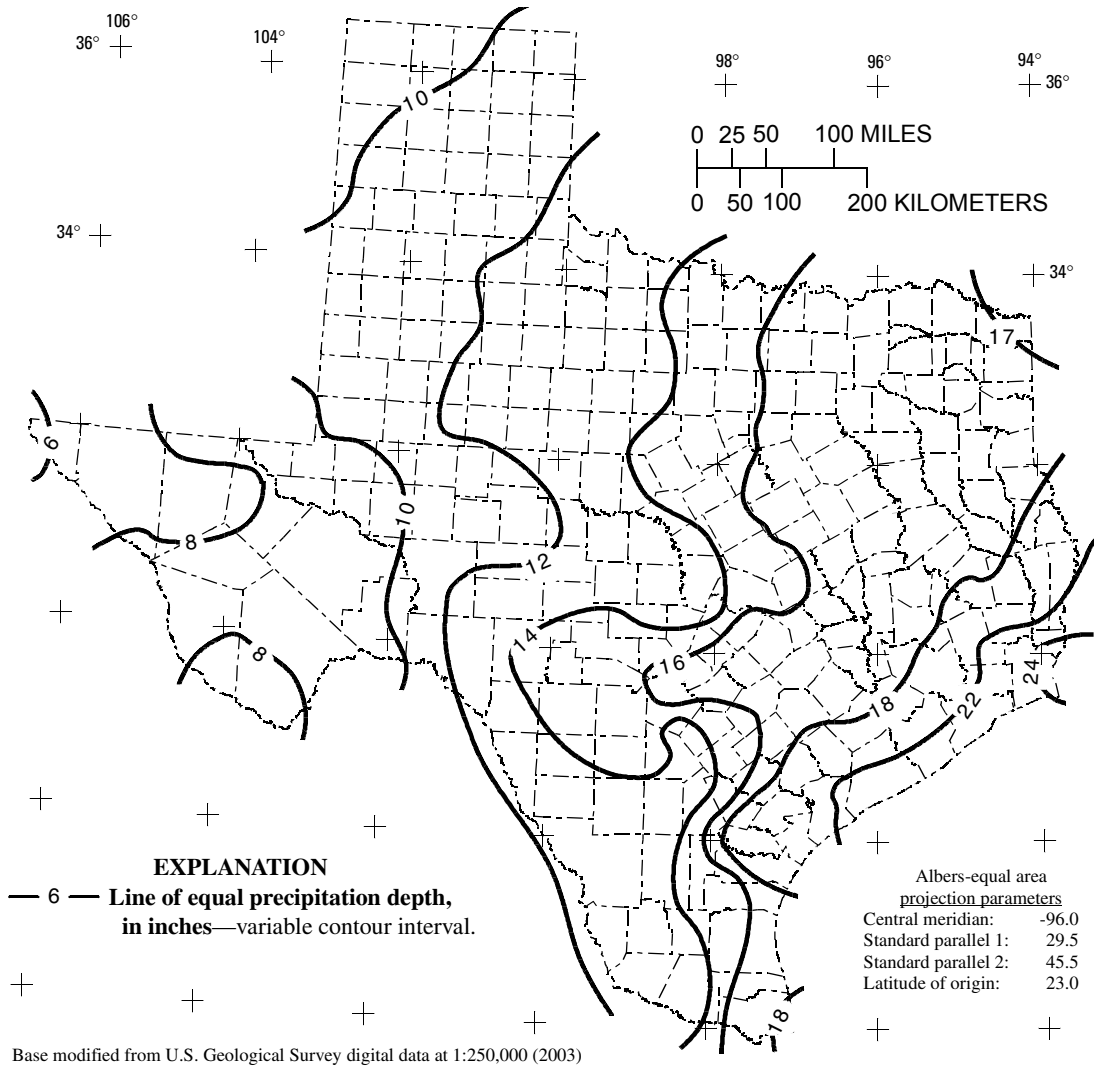 106°
36°
104°
98°
96°
94°
36°
10
0 25 50 100 MILES
0 50 100 200 KILOMETERS
34°
34°
17
6
10
8
12
14
8
16
24
18
22
EXPLANATION
6 Line of equal precipitation depth,
in inches—variable contour interval.
Albers-equal area
projection parameters
Central meridian: -96.0
Standard parallel 1: 29.5
Standard parallel 2: 45.5
Latitude of origin: 23.0
18
Base modified from U.S. Geological Survey digital data at 1:250,000 (2003)